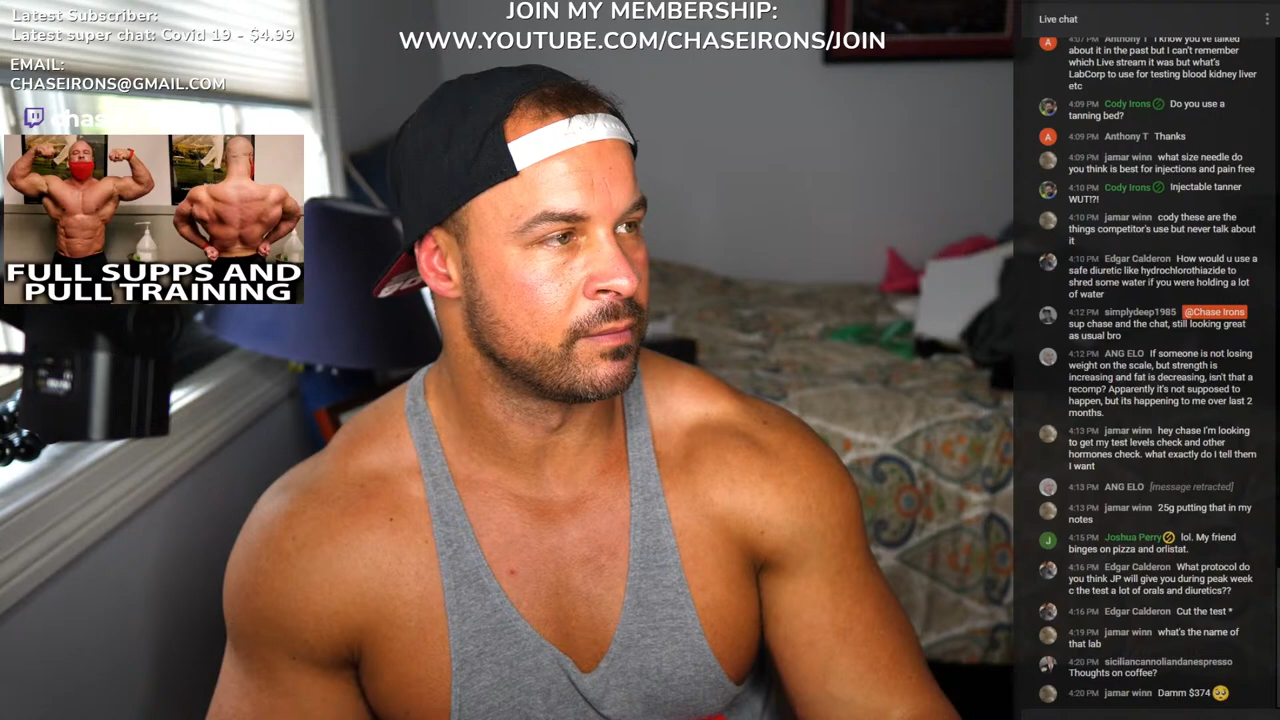 Latest Subscriber:
Latest super chat: Covid 19 - $4.99
EMAIL:
CHASEIRONS@GMAIL.COM
FULL SUPPS AND
PULL TRAINING
JOIN MY MEMBERSHIP:
WWW.YOUTUBE.COM/CHASEIRONS/JOIN
Live chat
4:07 PM Anthony T I know you've talked
about it in the past but I can't remember
which Live stream it was but what's
LabCorp to use for testing blood kidney liver
etc
4:09 PM Cody Irons Do you use a
tanning bed?
4:09 PM Anthony T Thanks
4:09 PM jamar winn what size needle do
you think is best for injections and pain free
4:10 PM Cody Irons Injectable tanner
WUT!?!
4:10 PM jamar winn cody these are the
things competitor's use but never talk about
it
4:10 PM Edgar Calderon How would u use a
safe diuretic like hydrochlorothiazide to
shred some water if you were holding a lot
of water
4:12 PM simplydeep1985 @Chase Irons
sup chase and the chat, still looking great
as usual bro
4:12 PM ANG ELO If someone is not losing
weight on the scale, but strength is
increasing and fat is decreasing, isn't that a
recomp? Apparently it's not supposed to
happen, but its happening to me over last 2
months.
4:13 PM jamar winn hey chase I'm looking
to get my test levels check and other
hormones check. what exactly do I tell them
I want
4:13 PM ANG ELO [message retracted]
4:13 PM jamar winn 25g putting that in my
notes
4:15 PM Joshua Perry lol. My friend
binges on pizza and orlistat.
4:16 PM Edgar Calderon What protocol do
you think JP will give you during peak week
c the test a lot of orals and diuretics??
4:16 PM Edgar Calderon Cut the test *
4:19 PM jamar winn what's the name of
that lab
4:20 PM siciliancannoliandanespresso
Thoughts on coffee?
4:20 PM jamar winn Damm $374